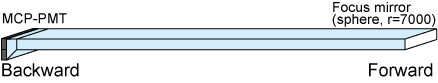 MCP-PMT
Focus mirror
(sphere, r=7000)
Backward
Forward